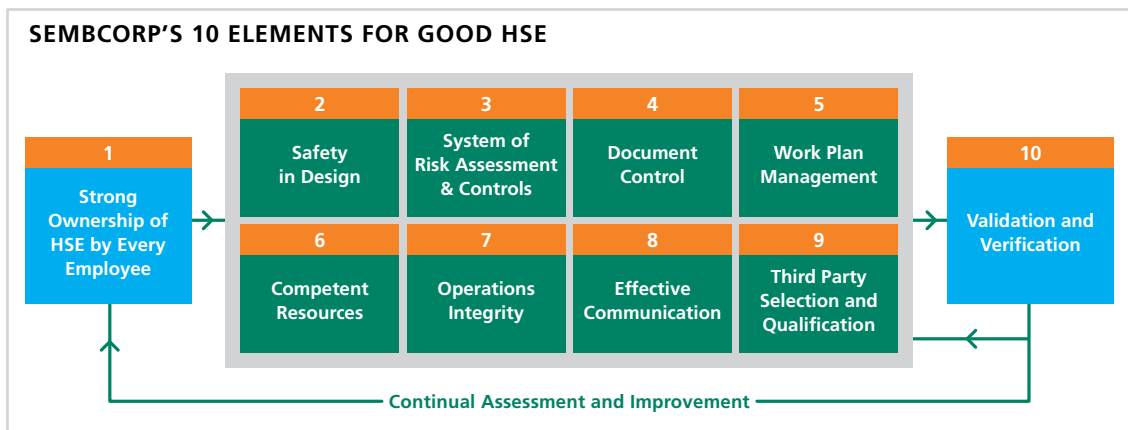 SEMBCORP'S 10 ELEMENTS FOR GOOD HSE
1
Strong
Ownership of
HSE by Every
Employee
2
Safety
in Design
3
System of
Risk Assessment
& Controls
4
Document
Control
5
Work Plan
Management
6
Competent
Resources
7
Operations
Integrity
8
Effective
Communication
9
Third Party
Selection and
Qualification
10
Validation and
Verification
Continual Assessment and Improvement